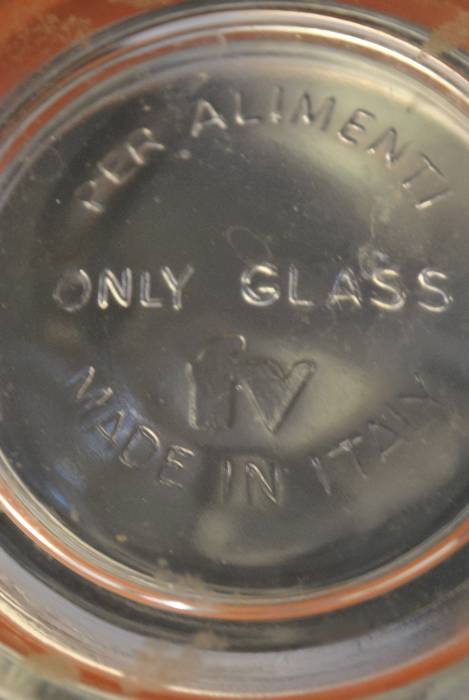 PER ALIMENTI
ONLY GLASS
fv
MADE IN ITALY